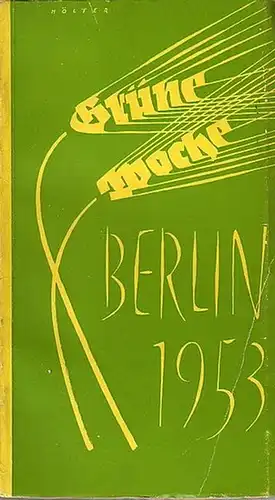 HÖLTER
Grüne
Woche
BERLIN
1953